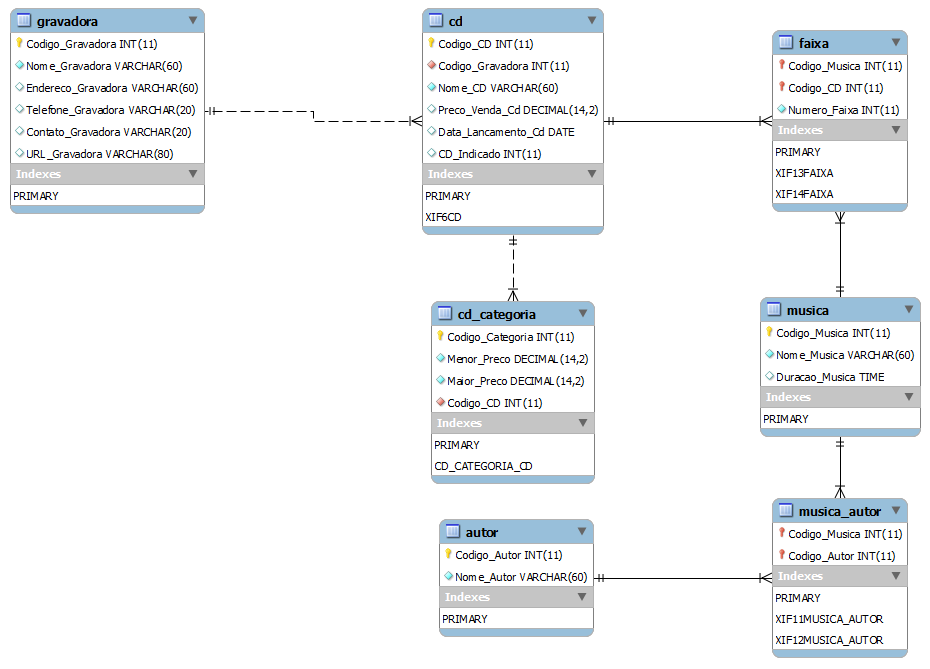 gravadora
Codigo_Gravadora INT(11)
Nome_Gravadora VARCHAR(60)
Endereco_Gravadora VARCHAR(60)
Telefone_Gravadora VARCHAR(20)
Contato_Gravadora VARCHAR(20)
URL_Gravadora VARCHAR(80)
Indexes
PRIMARY
cd
Codigo_CD INT(11)
Codigo_Gravadora INT(11)
Nome_CD VARCHAR(60)
Preco_Venda_Cd DECIMAL(14,2)
Data_Lancamento_Cd DATE
CD_Indicado INT(11)
Indexes
PRIMARY
XIF6CD
faixa
Codigo_Musica INT(11)
Codigo_CD INT(11)
Numero_Faixa INT(11)
Indexes
PRIMARY
XIF13FAIXA
XIF14FAIXA
cd_categoria
Codigo_Categoria INT(11)
Menor_Preco DECIMAL(14,2)
Maior_Preco DECIMAL(14,2)
Codigo_CD INT(11)
Indexes
PRIMARY
CD_CATEGORIA_CD
musica
Codigo_Musica INT(11)
Nome_Musica VARCHAR(60)
Duracao_Musica TIME
Indexes
PRIMARY
autor
Codigo_Autor INT(11)
Nome_Autor VARCHAR(60)
Indexes
PRIMARY
musica_autor
Codigo_Musica INT(11)
Codigo_Autor INT(11)
Indexes
PRIMARY
XIF11MUSICA_AUTOR
XIF12MUSICA_AUTOR